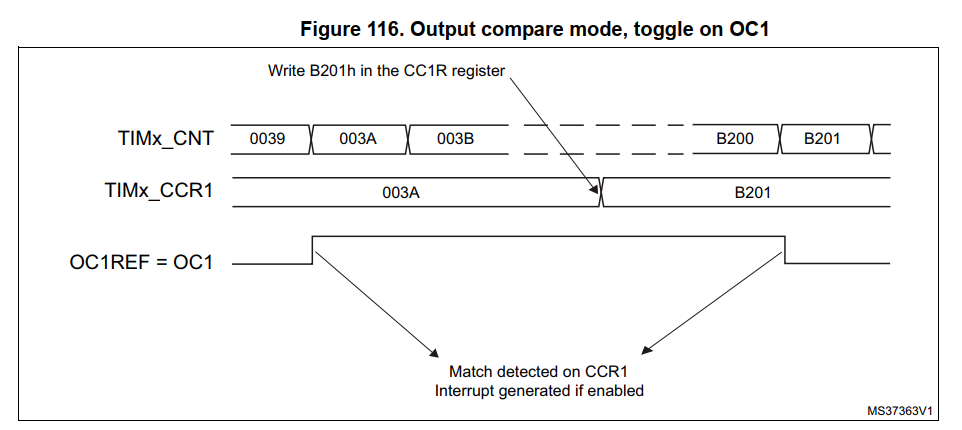 Figure 116. Output compare mode, toggle on OC1
Write B201h in the CC1R register
TIMx_CNT 0039 003A 003B B200 B201
TIMx_CCR1 003A B201
OC1REF = OC1
Match detected on CCR1
Interrupt generated if enabled
MS37363V1